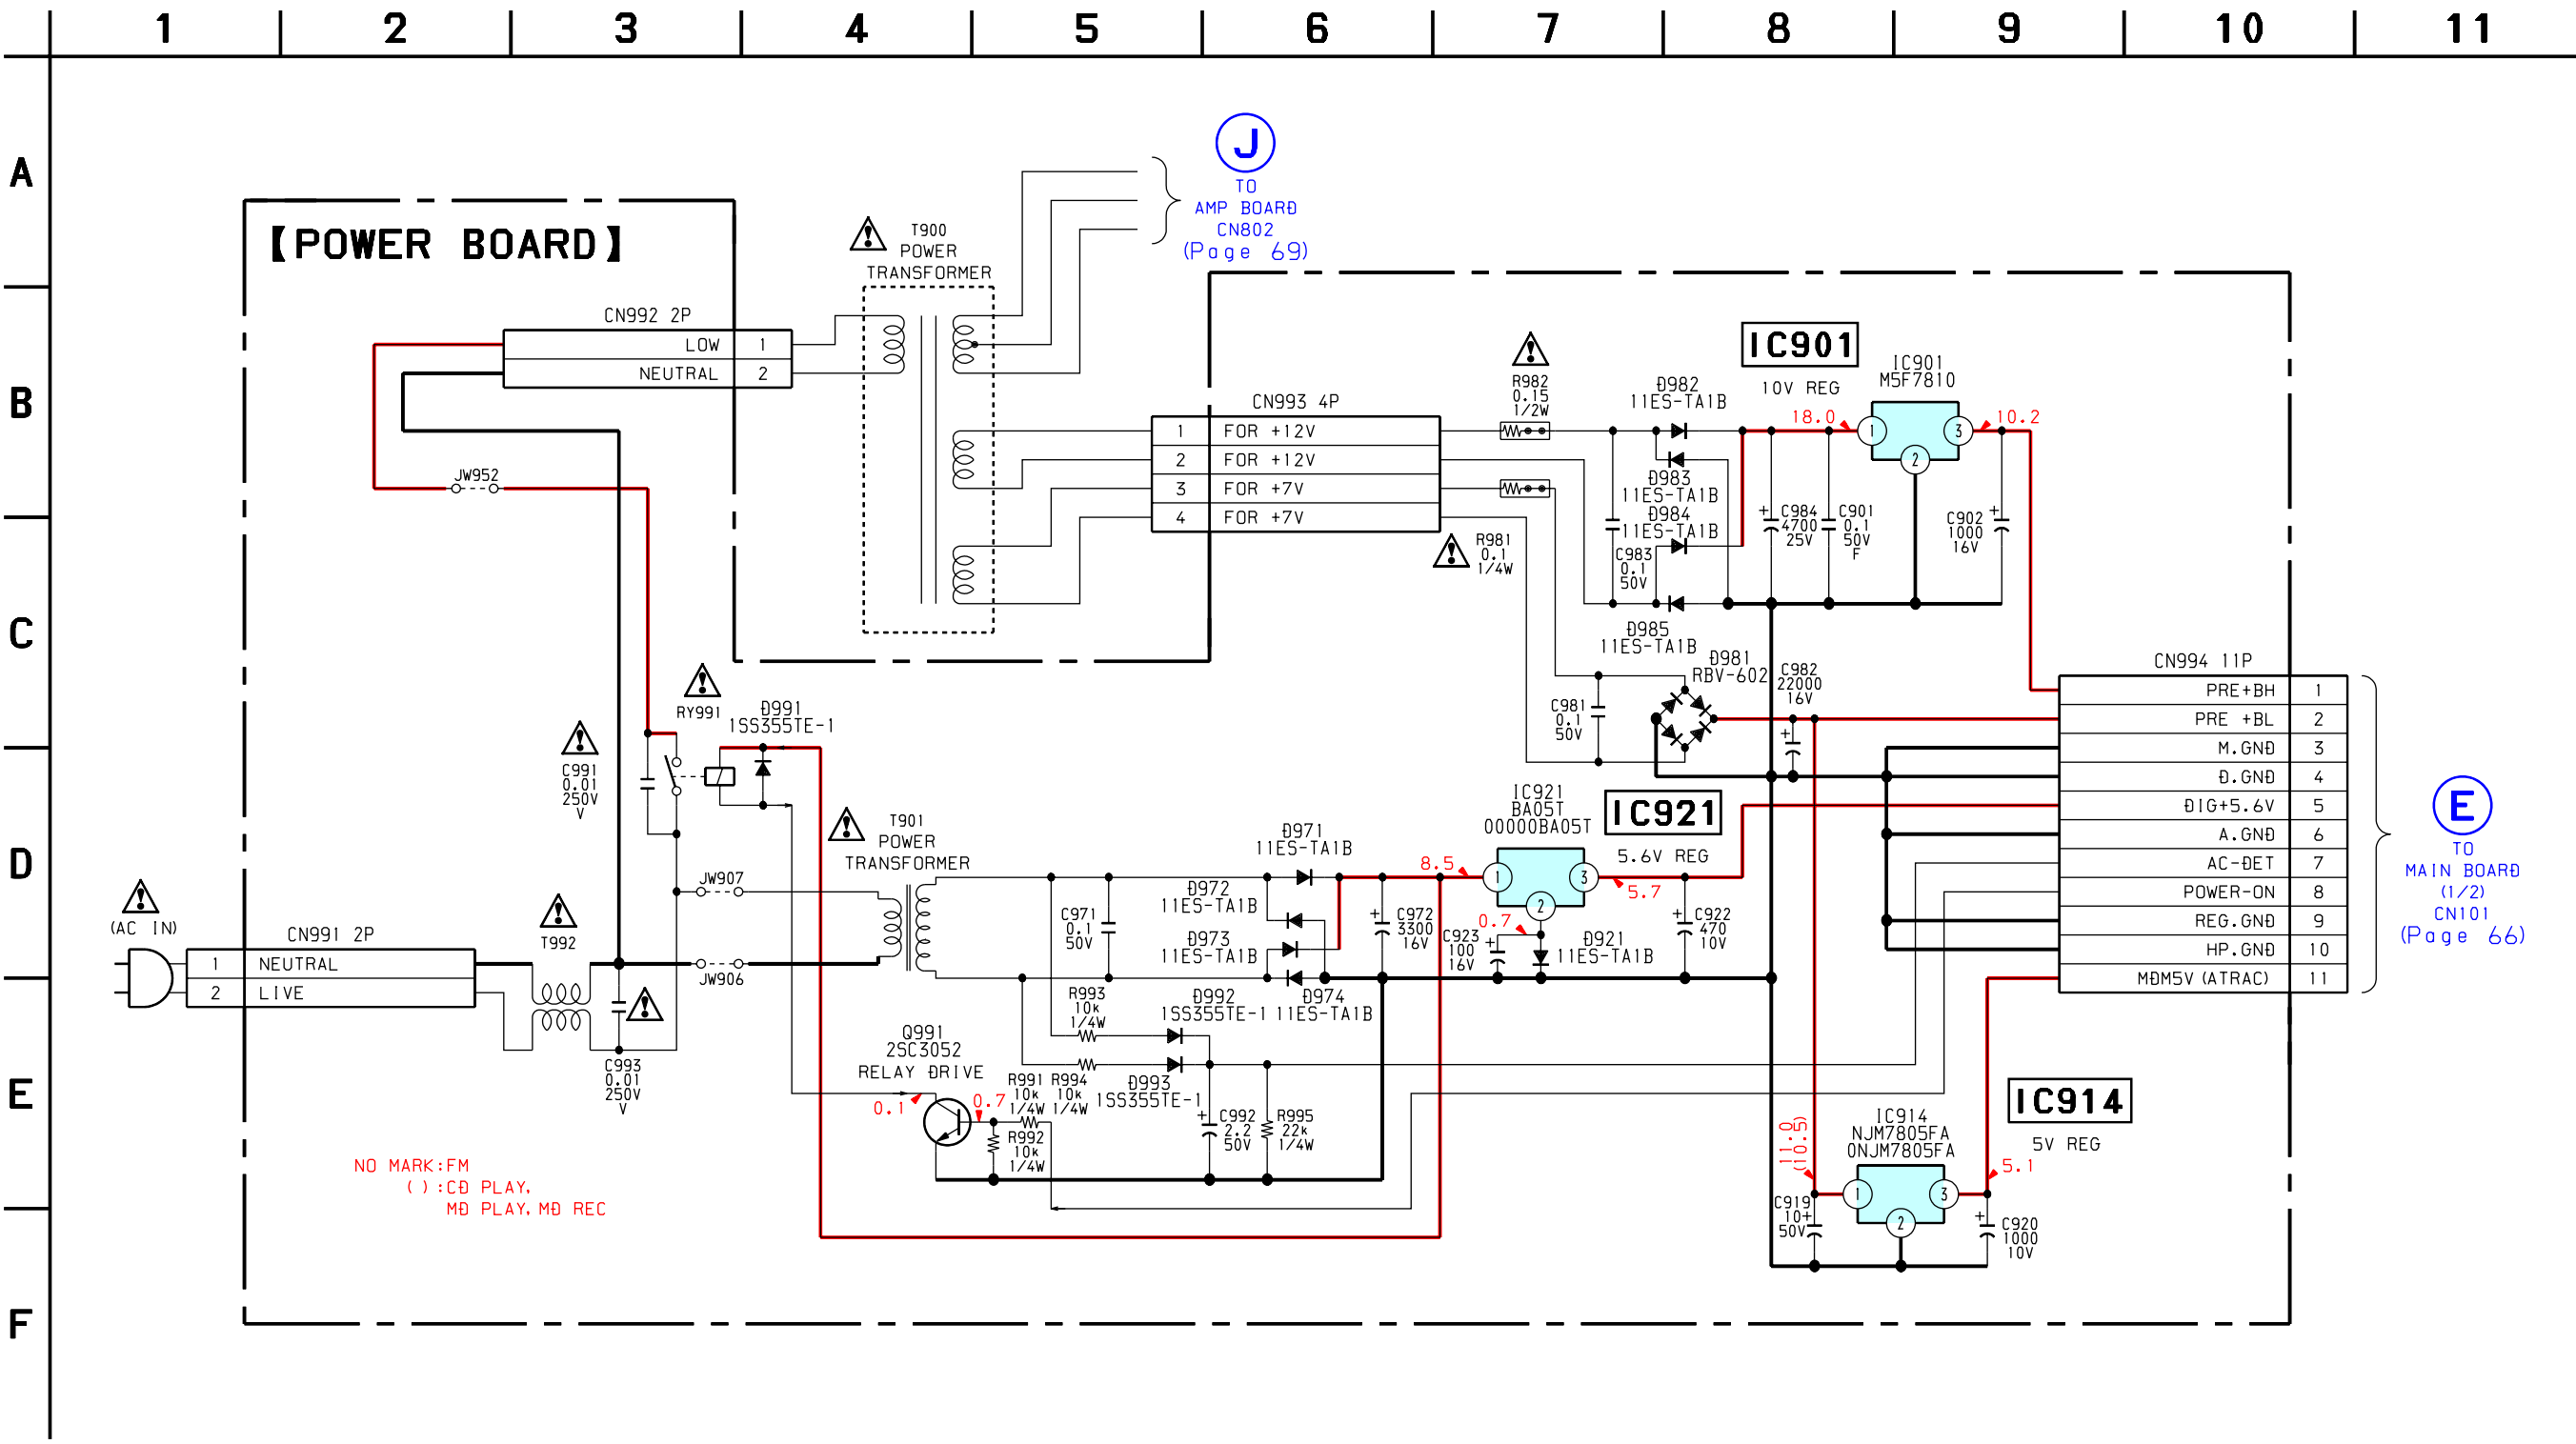 1 2 3 4 5 6 7 8 9 10 11
A
B
C
D
E
F
【POWER BOARD】
J
TO
AMP BOARD
CN802
(Page 69)
T900
POWER
TRANSFORMER
CN992 2P
LOW 1
NEUTRAL 2
JW952
CN993 4P
1 FOR +12V
2 FOR +12V
3 FOR +7V
4 FOR +7V
R982
0.15
1/2W
R981
0.1
1/4W
D982
11ES-TA1B
D983
11ES-TA1B
D984
11ES-TA1B
C983
0.1
50V
D985
11ES-TA1B
IC901
10V REG
IC901
M5F7810
18.0
10.2
1
2
3
C984
4700
25V
C901
0.1
50V
F
C902
1000
16V
D981
RBV-602
C982
22000
16V
C981
0.1
50V
CN994 11P
PRE+BH 1
PRE +BL 2
M.GND 3
D.GND 4
DIG+5.6V 5
A.GND 6
AC-DET 7
POWER-ON 8
REG.GND 9
HP.GND 10
MDM5V(ATRAC) 11
E
TO
MAIN BOARD
(1/2)
CN101
(Page 66)
RY991
D991
1SS355TE-1
C991
0.01
250V
V
T901
POWER
TRANSFORMER
JW907
JW906
(AC IN)
CN991 2P
1 NEUTRAL
2 LIVE
T992
C993
0.01
250V
V
D971
11ES-TA1B
D972
11ES-TA1B
D973
11ES-TA1B
D974
11ES-TA1B
C971
0.1
50V
C972
3300
16V
8.5
IC921
BA05T
00000BA05T
IC921
5.6V REG
1
2
3
5.7
0.7
C923
100
16V
D921
11ES-TA1B
C922
470
10V
R993
10k
1/4W
D992
1SS355TE-1
D993
1SS355TE-1
Q991
2SC3052
RELAY DRIVE
0.1
0.7
R991
10k
1/4W
R994
10k
1/4W
R992
10k
1/4W
C992
2.2
50V
R995
22k
1/4W
IC914
5V REG
IC914
NJM7805FA
0NJM7805FA
11.0
(10.5)
5.1
1
2
3
C919
10
50V
C920
1000
10V
NO MARK:FM
( ):CD PLAY,
MD PLAY, MD REC